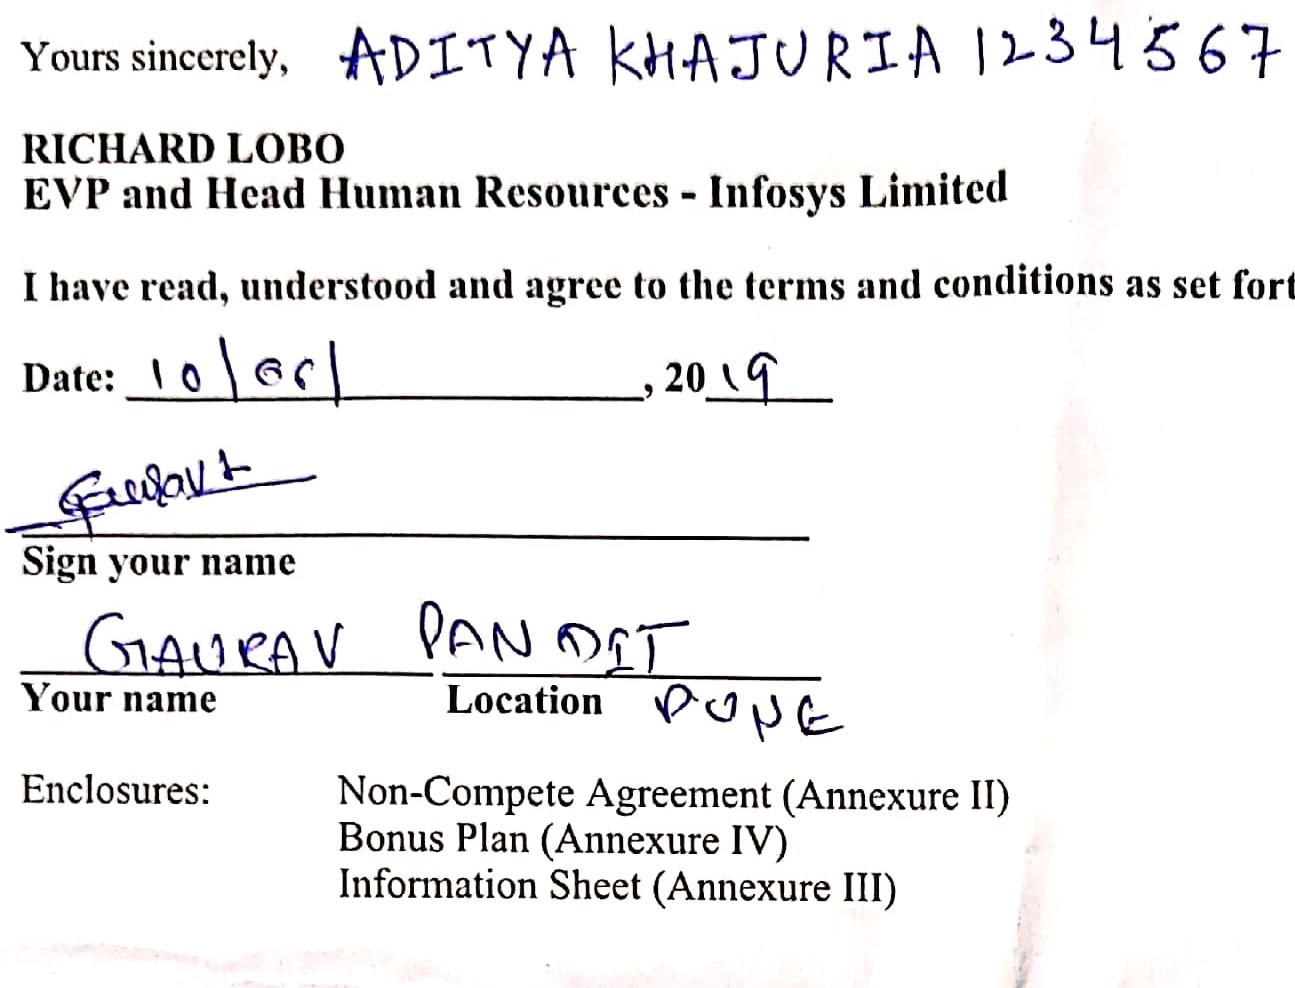 Yours sincerely, ADITYA KHAJURIA 1234567
RICHARD LOBO
EVP and Head Human Resources - Infosys Limited
I have read, understood and agree to the terms and conditions as set fort
Date: 10/ , 2019
Sign your name
GAURAV PANDIT
Your name Location PUNE
Enclosures: Non-Compete Agreement (Annexure II)
Bonus Plan (Annexure IV)
Information Sheet (Annexure III)